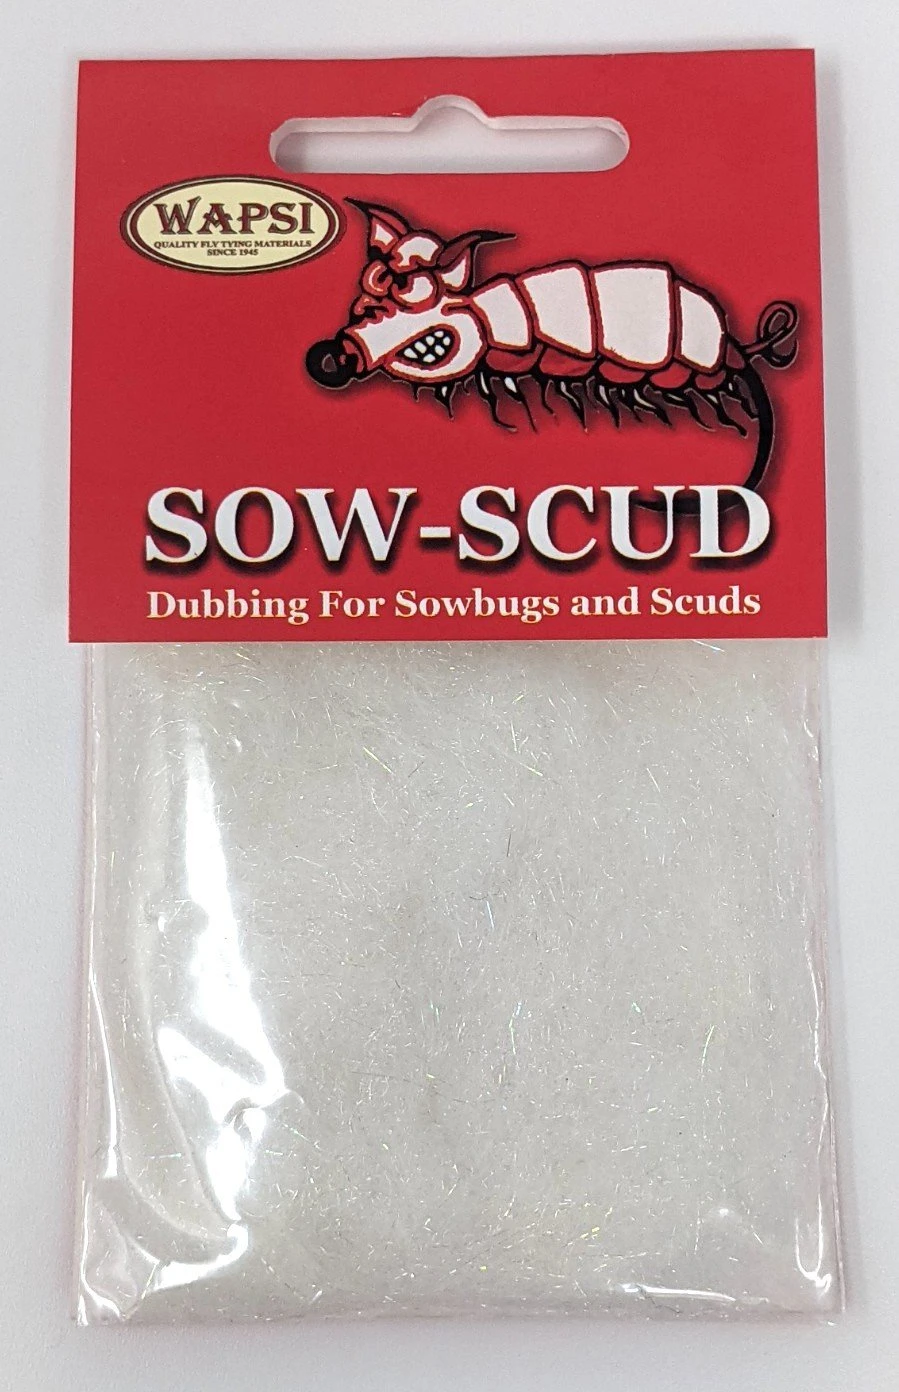 WAPSI
QUALITY FLY TYING MATERIALS
SINCE 1945
SOW-SCUD
Dubbing For Sowbugs and Scuds